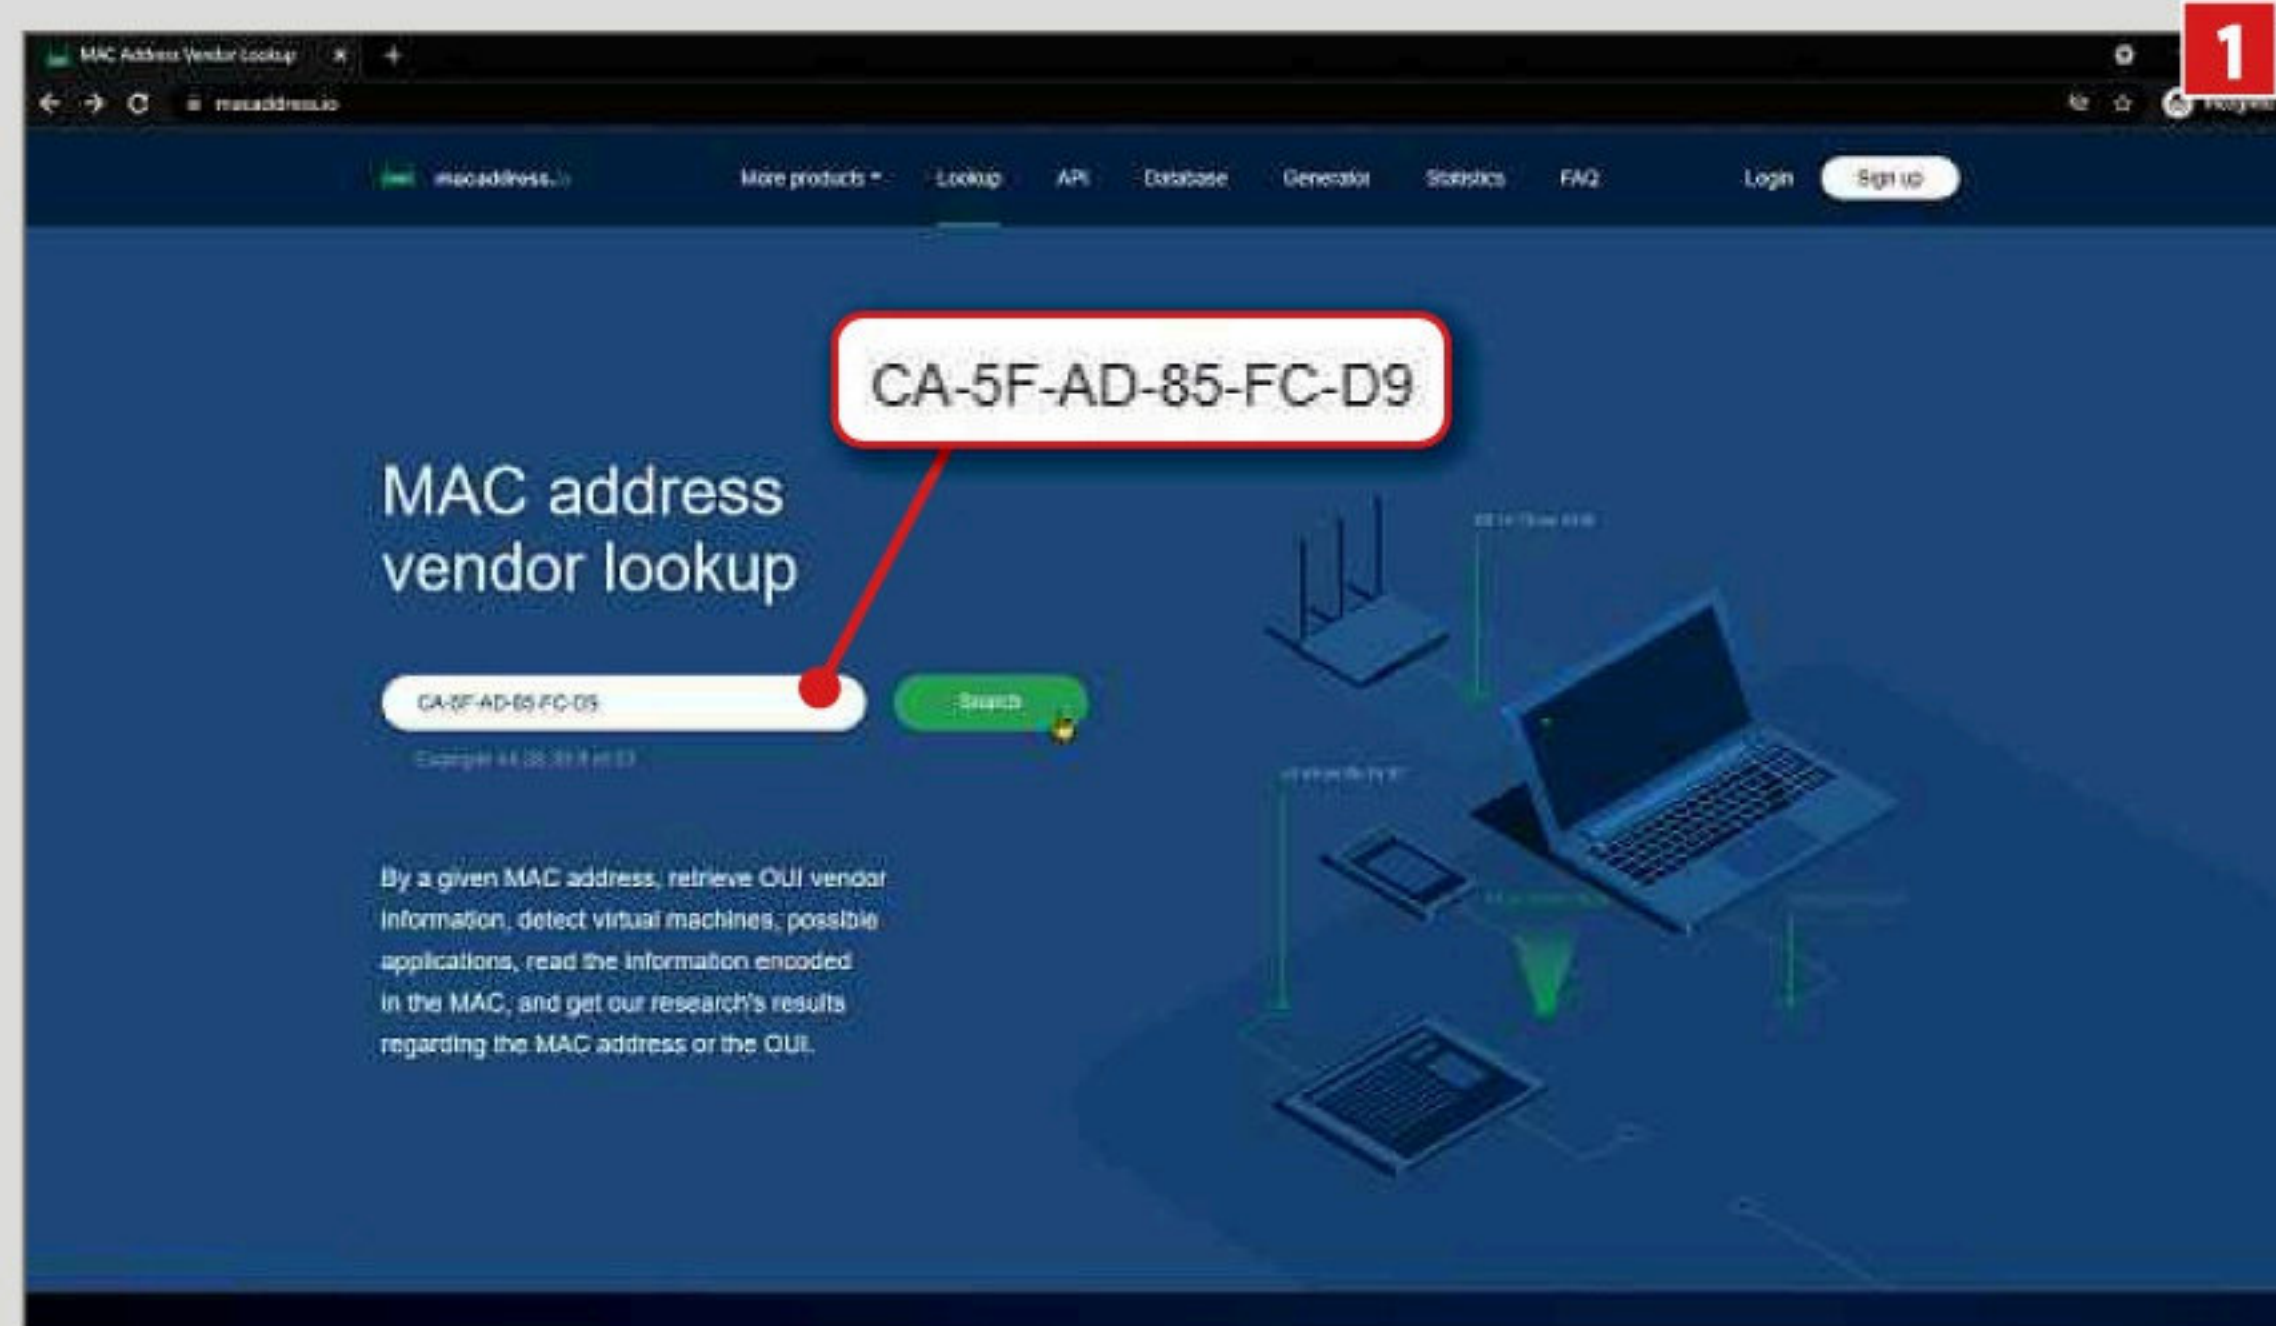 1
MAC Address Vendor Lookup
macaddress.io
macaddress.io More products Lookup API Database Generator Statistics FAQ Login Sign up
CA-5F-AD-85-FC-D9
MAC address
vendor lookup
CA-5F-AD-85-FC-D9 Search
By a given MAC address, retrieve OUI vendor
information, detect virtual machines, possible
applications, read the information encoded
in the MAC, and get our research's results
regarding the MAC address or the OUI.